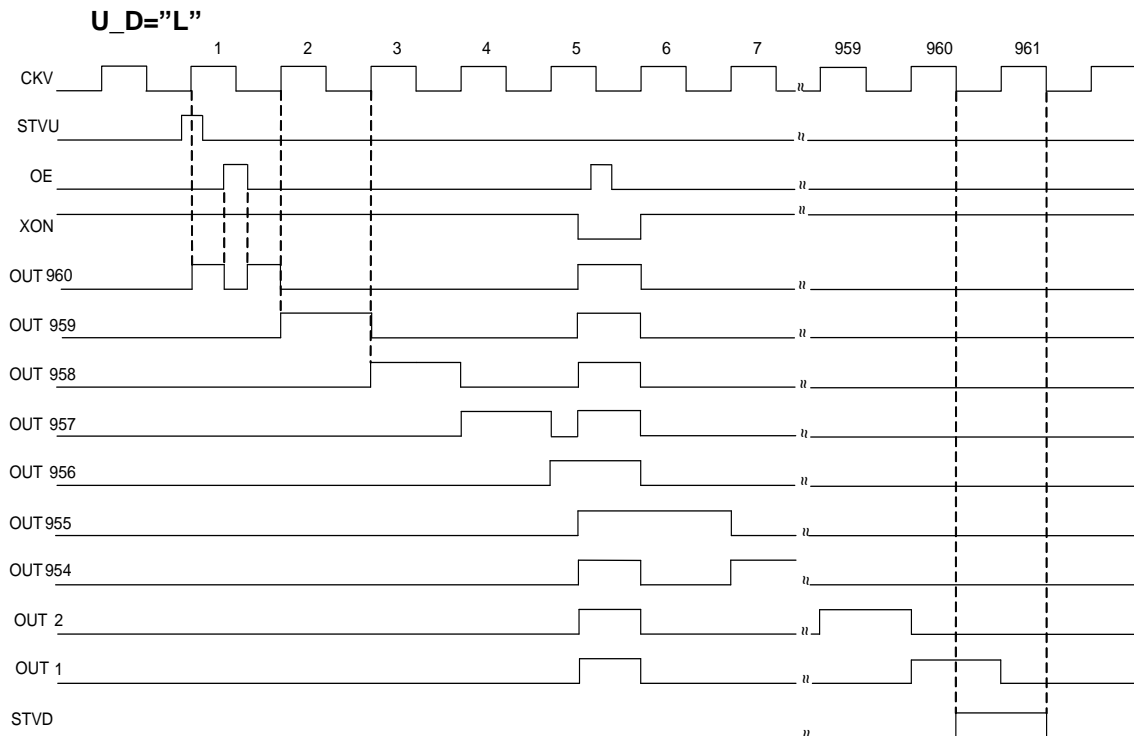 U_D=”L”
1 2 3 4 5 6 7 959 960 961
CKV
STVU
OE
XON
OUT 960
OUT 959
OUT 958
OUT 957
OUT 956
OUT 955
OUT 954
OUT 2
OUT 1
STVD